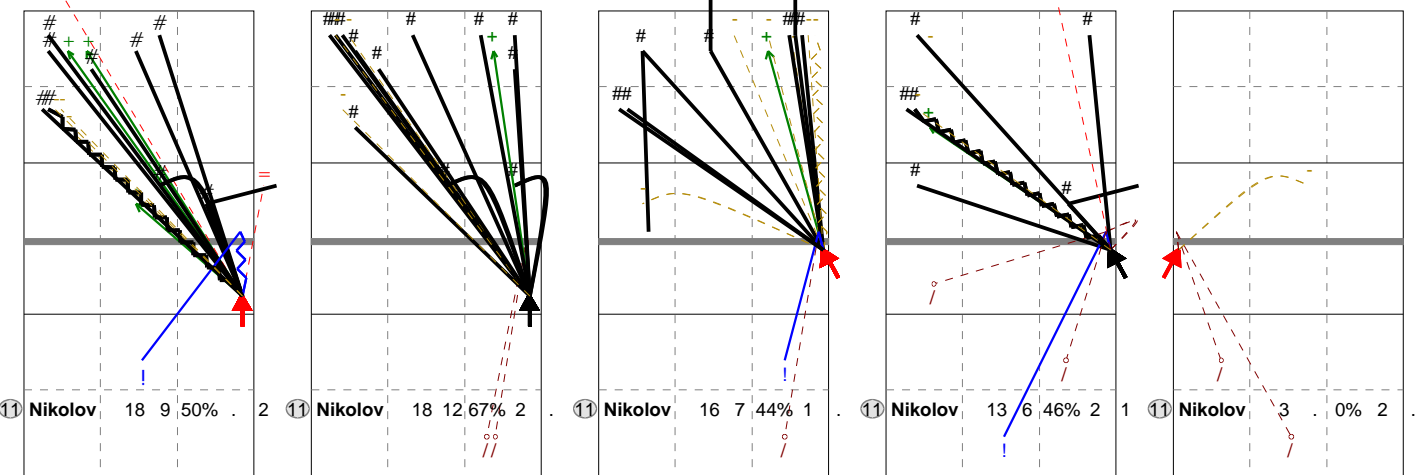 11 Nikolov 18 9 50% . 2
11 Nikolov 18 12 67% 2 .
11 Nikolov 16 7 44% 1 .
11 Nikolov 13 6 46% 2 1
11 Nikolov 3 . 0% 2 .